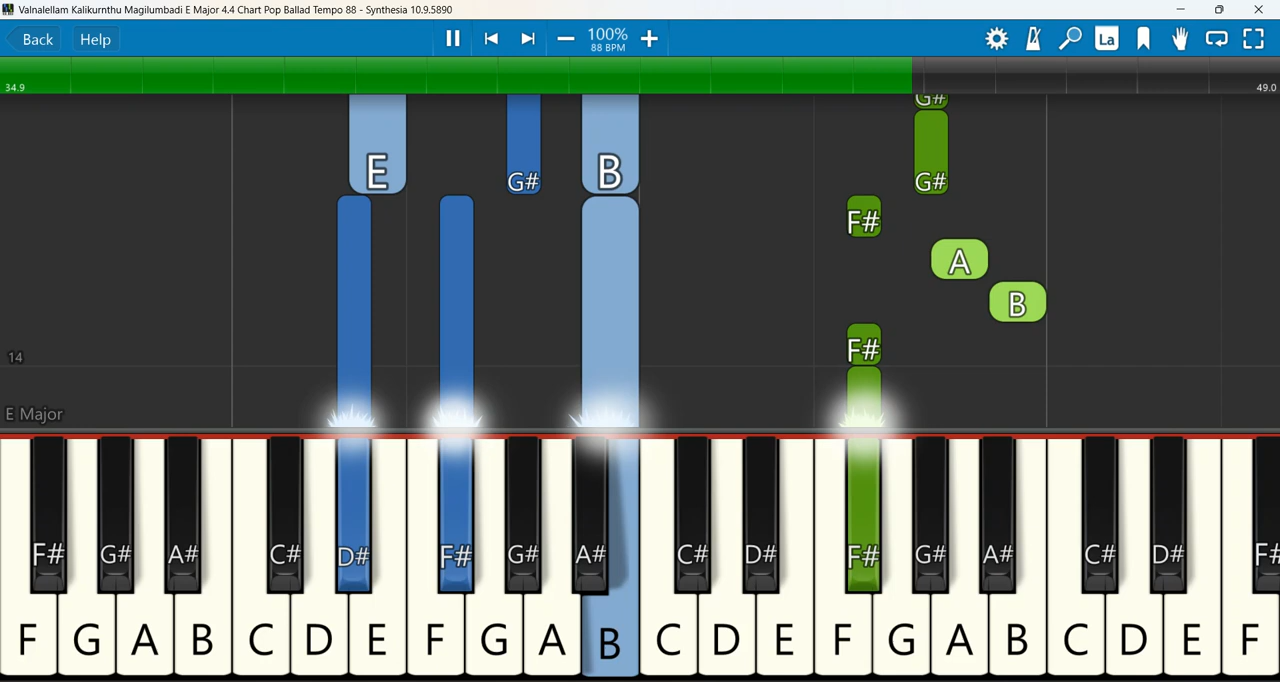 Valnalellam Kalikurnthu Magilumbadi E Major 4.4 Chart Pop Ballad Tempo 88 - Synthesia 10.9.5890
Back Help 100% La
88 BPM
34.9 49.0
G#
E G# B G#
F#
A
B
F#
14
E Major
F# G# A# C# D# F# G# A# C# D# F# G# A# C# D# F#
F G A B C D E F G A B C D E F G A B C D E F